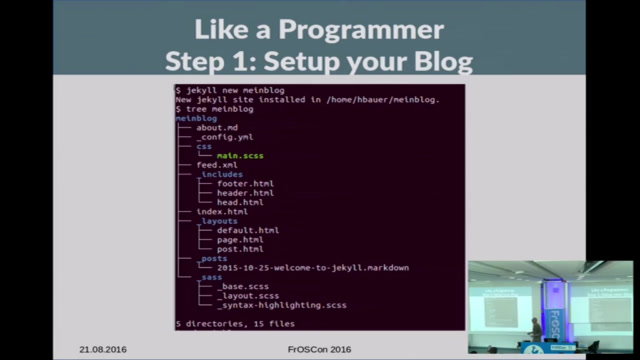 Like a Programmer
Step 1: Setup your Blog
$ jekyll new meinblog
New jekyll site installed in /home/hbauer/meinblog.
$ tree meinblog
meinblog
├── about.md
├── _config.yml
├── css
│   └── main.scss
├── feed.xml
├── _includes
│   ├── footer.html
│   ├── header.html
│   └── head.html
├── index.html
├── _layouts
│   ├── default.html
│   ├── page.html
│   └── post.html
├── _posts
│   └── 2015-10-25-welcome-to-jekyll.markdown
└── _sass
    ├── _base.scss
    ├── _layout.scss
    └── _syntax-highlighting.scss
5 directories, 15 files
21.08.2016
FrOSCon 2016
FrOSCon